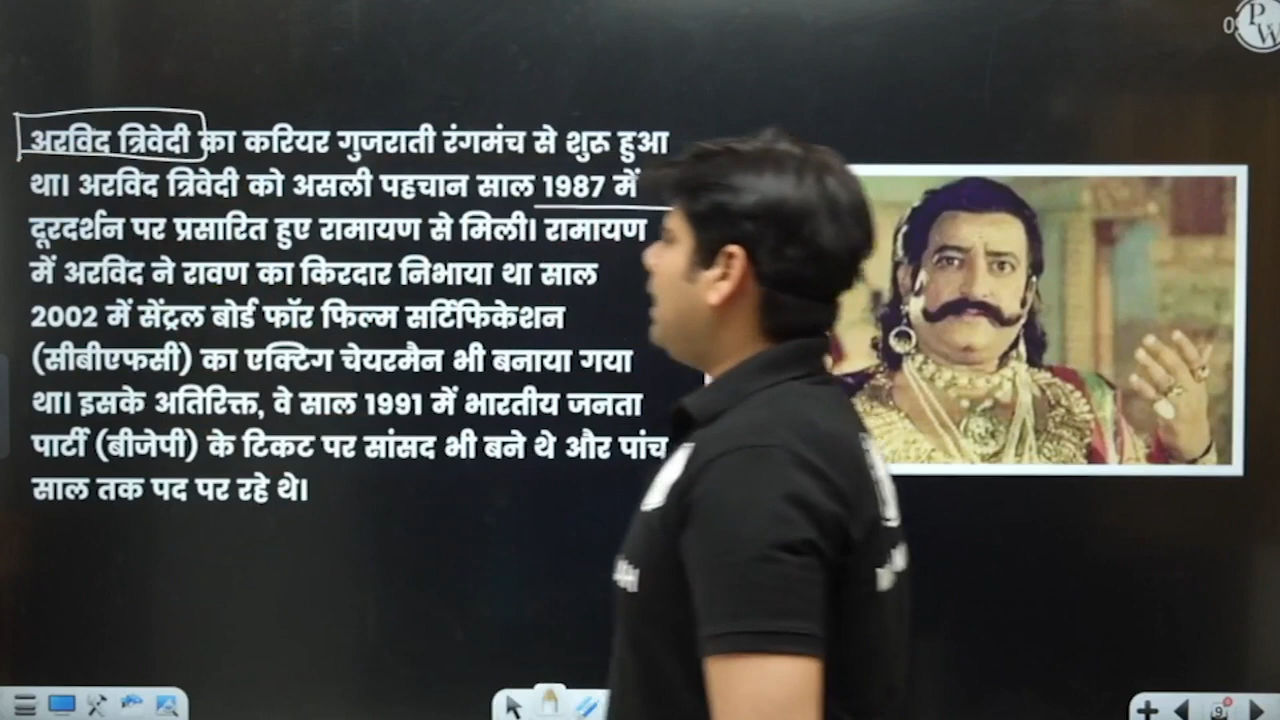 अरविद त्रिवेदी का करियर गुजराती रंगमंच से शुरू हुआ
था। अरविद त्रिवेदी को असली पहचान साल 1987 में
दूरदर्शन पर प्रसारित हुए रामायण से मिली। रामायण
में अरविद ने रावण का किरदार निभाया था साल
2002 में सेंट्रल बोर्ड फॉर फिल्म सर्टिफिकेशन
(सीबीएफसी) का एक्टिग चेयरमैन भी बनाया गया
था। इसके अतिरिक्त, वे साल 1991 में भारतीय जनता
पार्टी (बीजेपी) के टिकट पर सांसद भी बने थे और पांच
साल तक पद पर रहे थे।
PW
9